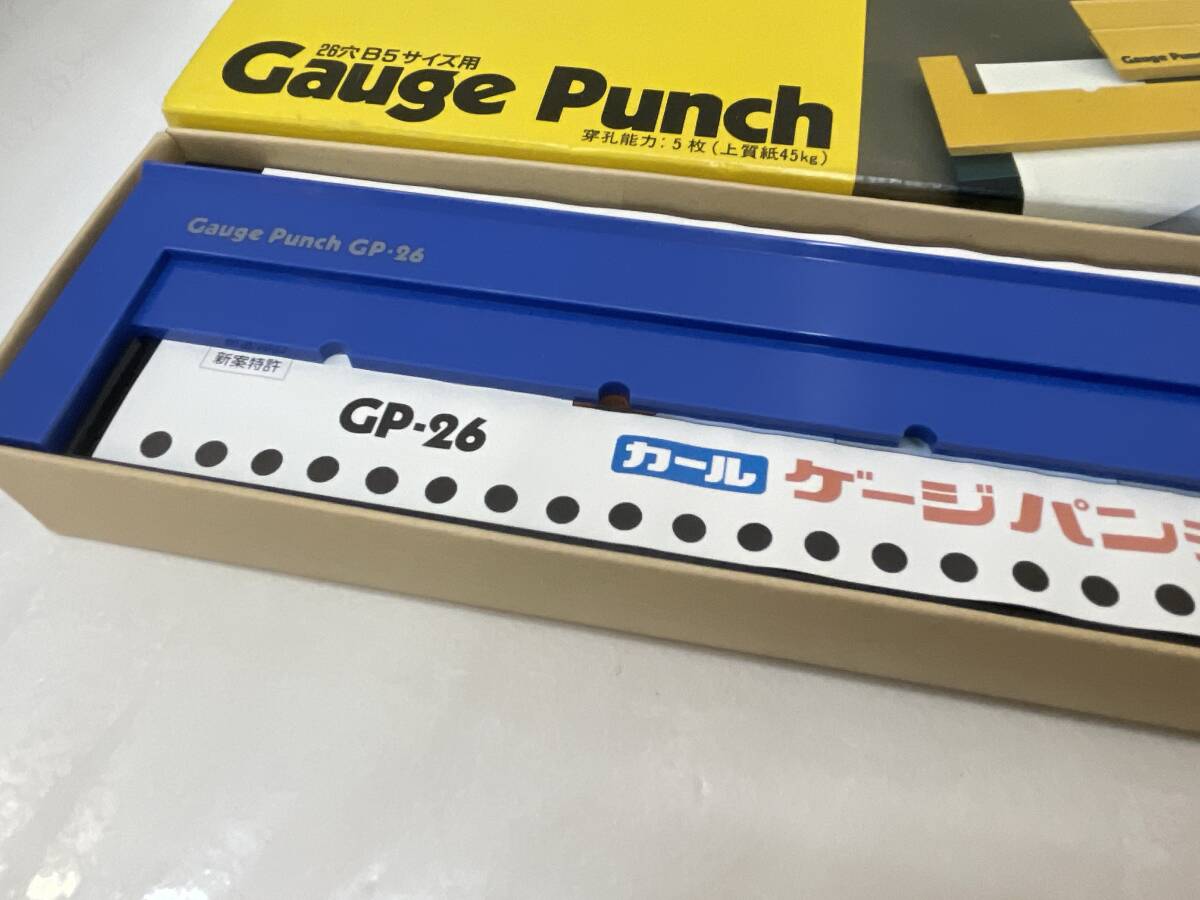 26穴B5サイズ用
Gauge Punch
穿孔能力:5枚(上質紙45kg)
Gauge Punch
Gauge Punch GP-26
新案特許
GP-26
カール ゲージパン